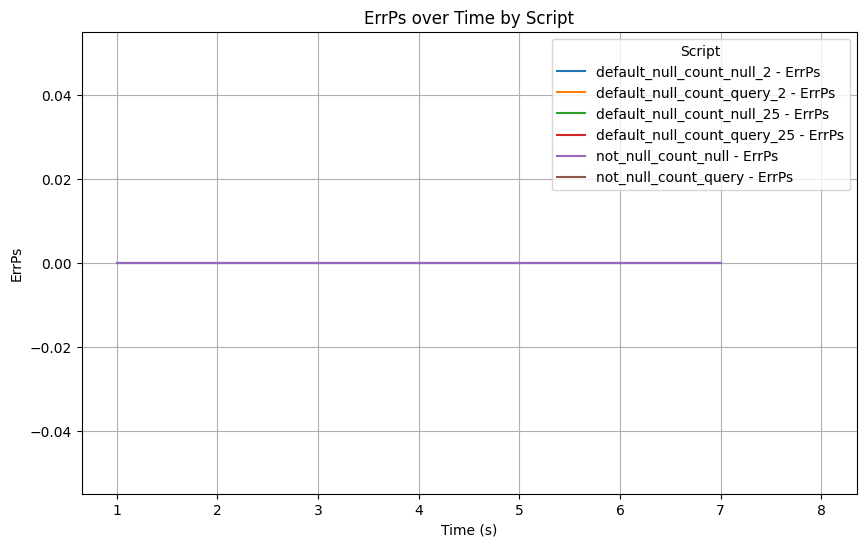 ErrPs over Time by Script
Script
default_null_count_null_2 - ErrPs
default_null_count_query_2 - ErrPs
default_null_count_null_25 - ErrPs
default_null_count_query_25 - ErrPs
not_null_count_null - ErrPs
not_null_count_query - ErrPs
ErrPs
0.04
0.02
0.00
−0.02
−0.04
1 2 3 4 5 6 7 8
Time (s)